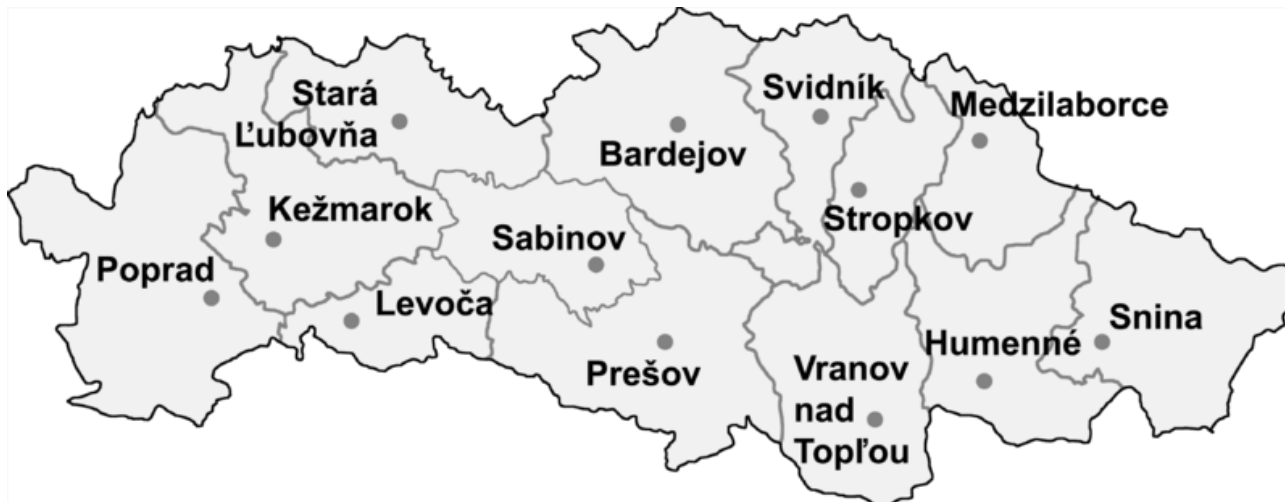 Stará
Ľubovňa
Svidník
Medzilaborce
Bardejov
Kežmarok
Sabinov
Stropkov
Poprad
Levoča
Snina
Prešov
Humenné
Vranov
nad
Topľou